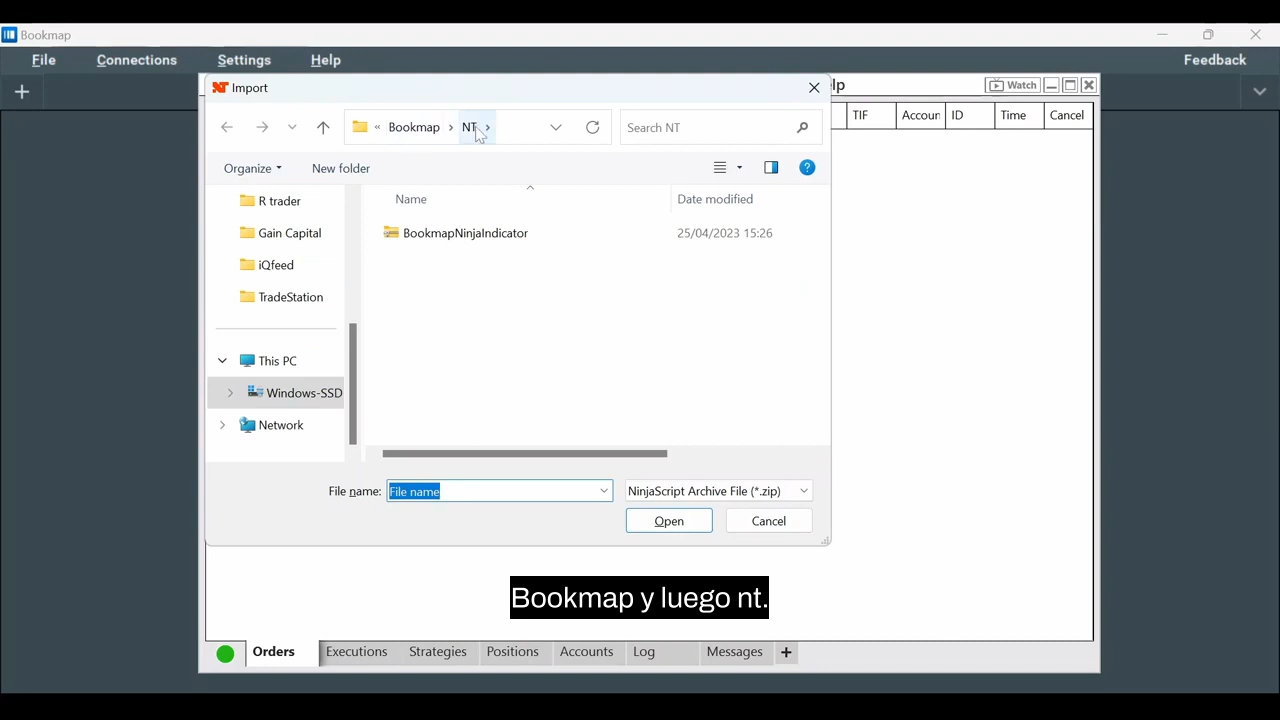 Bookmap
File Connections Settings Help Feedback
Import
lp Watch
« Bookmap > NT > Search NT
TIF Accoun ID Time Cancel
Organize New folder
Name Date modified
R trader
BookmapNinjaIndicator 25/04/2023 15:26
Gain Capital
iQfeed
TradeStation
This PC
Windows-SSD
Network
File name: File name NinjaScript Archive File (*.zip)
Open Cancel
Bookmap y luego nt.
Orders Executions Strategies Positions Accounts Log Messages +